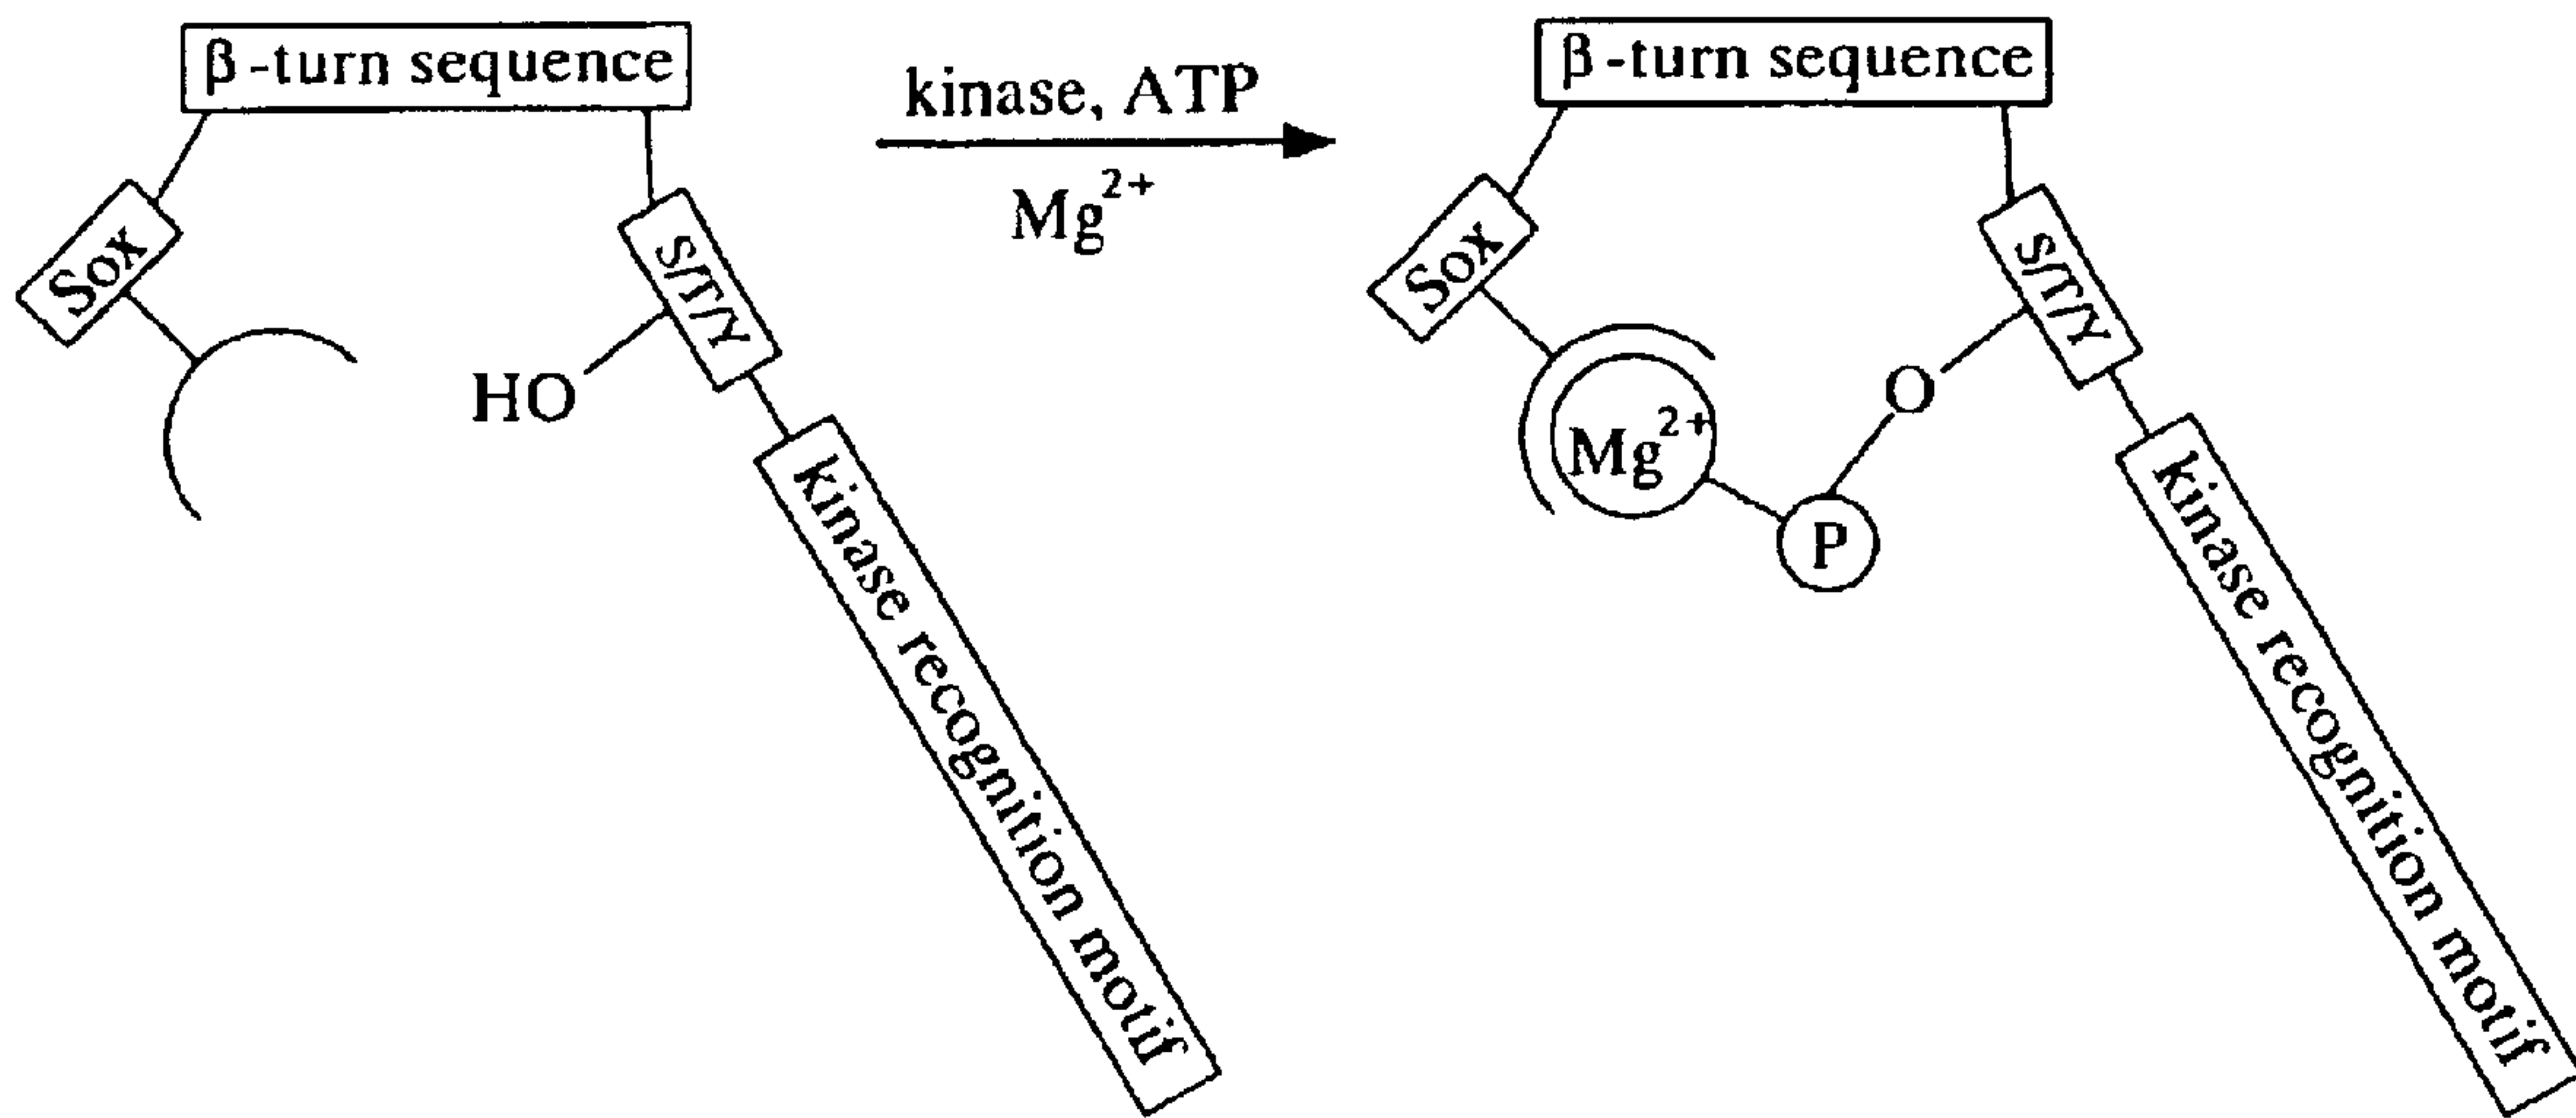 β-turn sequence
Sox
S/T/Y
HO
kinase recognition motif
kinase, ATP
Mg²⁺
β-turn sequence
Sox
S/T/Y
O
Mg²⁺
P
kinase recognition motif